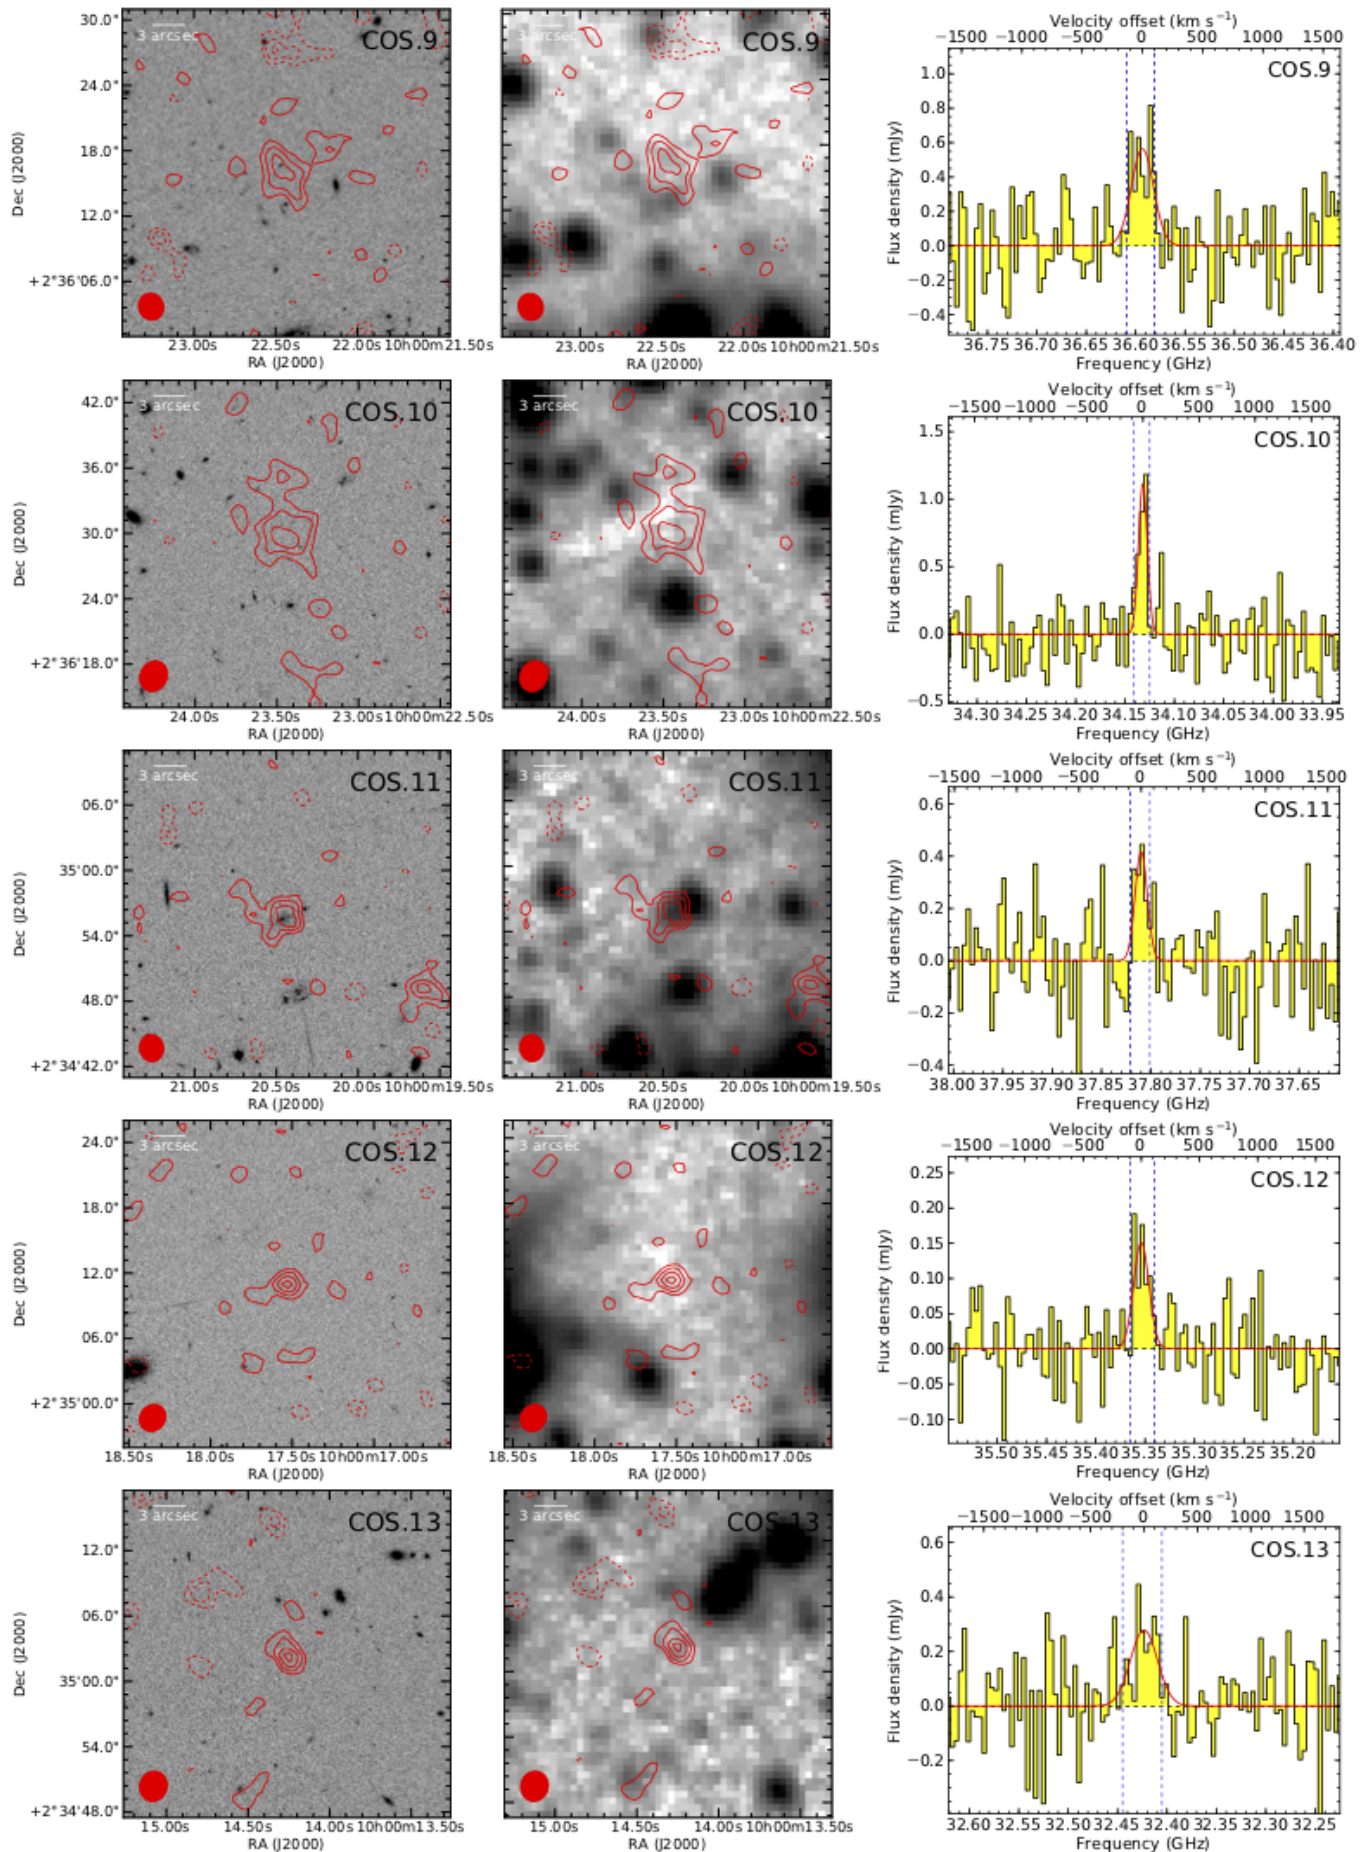 3 arcsec
COS.9
30.0"
24.0"
18.0"
12.0"
+2°36'06.0"
Dec (J2000)
23.00s 22.50s 22.00s 10h00m21.50s
RA (J2000)
3 arcsec
COS.9
23.00s 22.50s 22.00s 10h00m21.50s
RA (J2000)
Velocity offset (km s⁻¹)
−1500 −1000 −500 0 500 1000 1500
COS.9
1.0
0.8
0.6
0.4
0.2
0.0
−0.2
−0.4
Flux density (mJy)
36.75 36.70 36.65 36.60 36.55 36.50 36.45 36.40
Frequency (GHz)
3 arcsec
COS.10
42.0"
36.0"
30.0"
24.0"
+2°36'18.0"
Dec (J2000)
24.00s 23.50s 23.00s 10h00m22.50s
RA (J2000)
3 arcsec
COS.10
24.00s 23.50s 23.00s 10h00m22.50s
RA (J2000)
Velocity offset (km s⁻¹)
−1500 −1000 −500 0 500 1000 1500
COS.10
1.5
1.0
0.5
0.0
−0.5
Flux density (mJy)
34.30 34.25 34.20 34.15 34.10 34.05 34.00 33.95
Frequency (GHz)
3 arcsec
COS.11
06.0"
35'00.0"
54.0"
48.0"
+2°34'42.0"
Dec (J2000)
21.00s 20.50s 20.00s 10h00m19.50s
RA (J2000)
3 arcsec
COS.11
21.00s 20.50s 20.00s 10h00m19.50s
RA (J2000)
Velocity offset (km s⁻¹)
−1500 −1000 −500 0 500 1000 1500
COS.11
0.6
0.4
0.2
0.0
−0.2
−0.4
Flux density (mJy)
38.00 37.95 37.90 37.85 37.80 37.75 37.70 37.65
Frequency (GHz)
3 arcsec
COS.12
24.0"
18.0"
12.0"
06.0"
+2°35'00.0"
Dec (J2000)
18.50s 18.00s 17.50s 10h00m17.00s
RA (J2000)
3 arcsec
COS.12
18.50s 18.00s 17.50s 10h00m17.00s
RA (J2000)
Velocity offset (km s⁻¹)
−1500 −1000 −500 0 500 1000 1500
COS.12
0.25
0.20
0.15
0.10
0.05
0.00
−0.05
−0.10
Flux density (mJy)
35.50 35.45 35.40 35.35 35.30 35.25 35.20
Frequency (GHz)
3 arcsec
COS.13
12.0"
06.0"
35'00.0"
54.0"
+2°34'48.0"
Dec (J2000)
15.00s 14.50s 14.00s 10h00m13.50s
RA (J2000)
3 arcsec
COS.13
15.00s 14.50s 14.00s 10h00m13.50s
RA (J2000)
Velocity offset (km s⁻¹)
−1500 −1000 −500 0 500 1000 1500
COS.13
0.6
0.4
0.2
0.0
−0.2
Flux density (mJy)
32.60 32.55 32.50 32.45 32.40 32.35 32.30 32.25
Frequency (GHz)